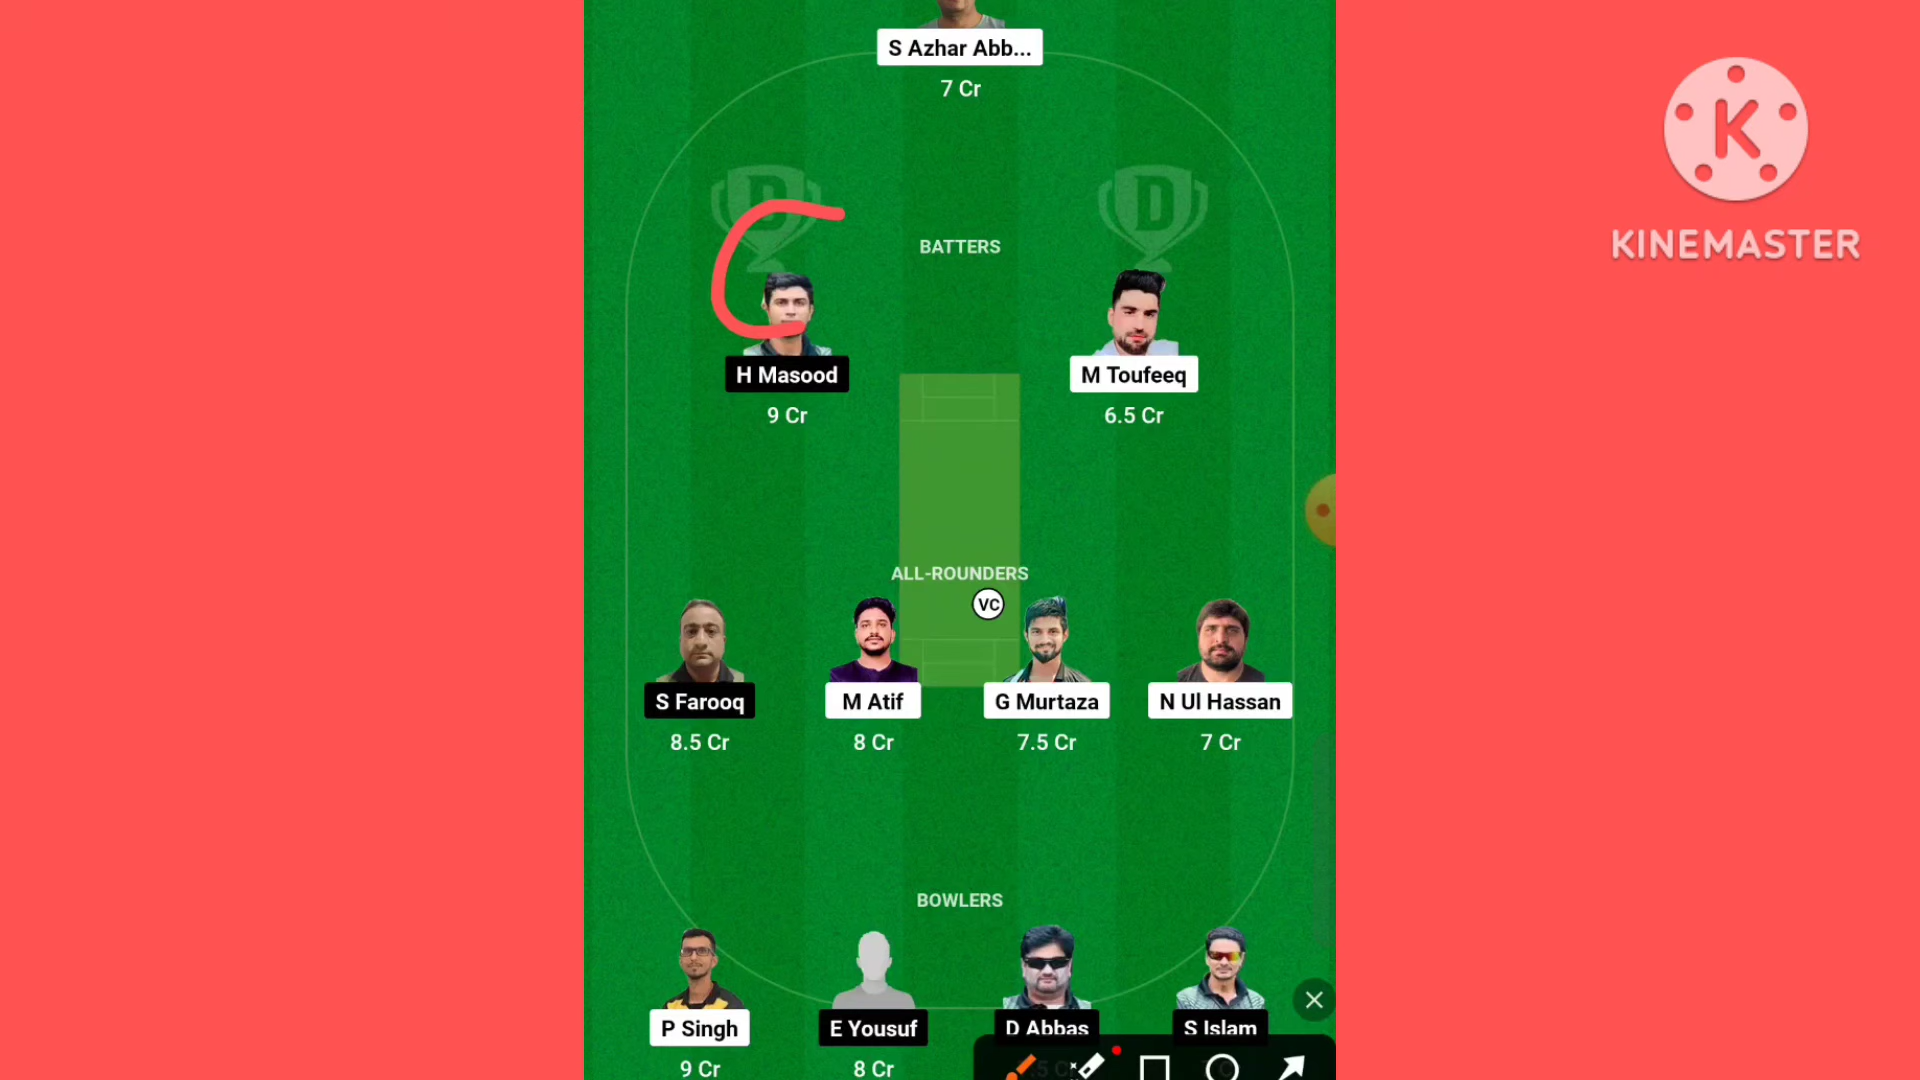 S Azhar Abb...
7 Cr
K
KINEMASTER
D
D
BATTERS
H Masood
M Toufeeq
9 Cr
6.5 Cr
ALL-ROUNDERS
VC
S Farooq
M Atif
G Murtaza
N Ul Hassan
8.5 Cr
8 Cr
7.5 Cr
7 Cr
BOWLERS
P Singh
E Yousuf
D Abbas
S Islam
9 Cr
8 Cr